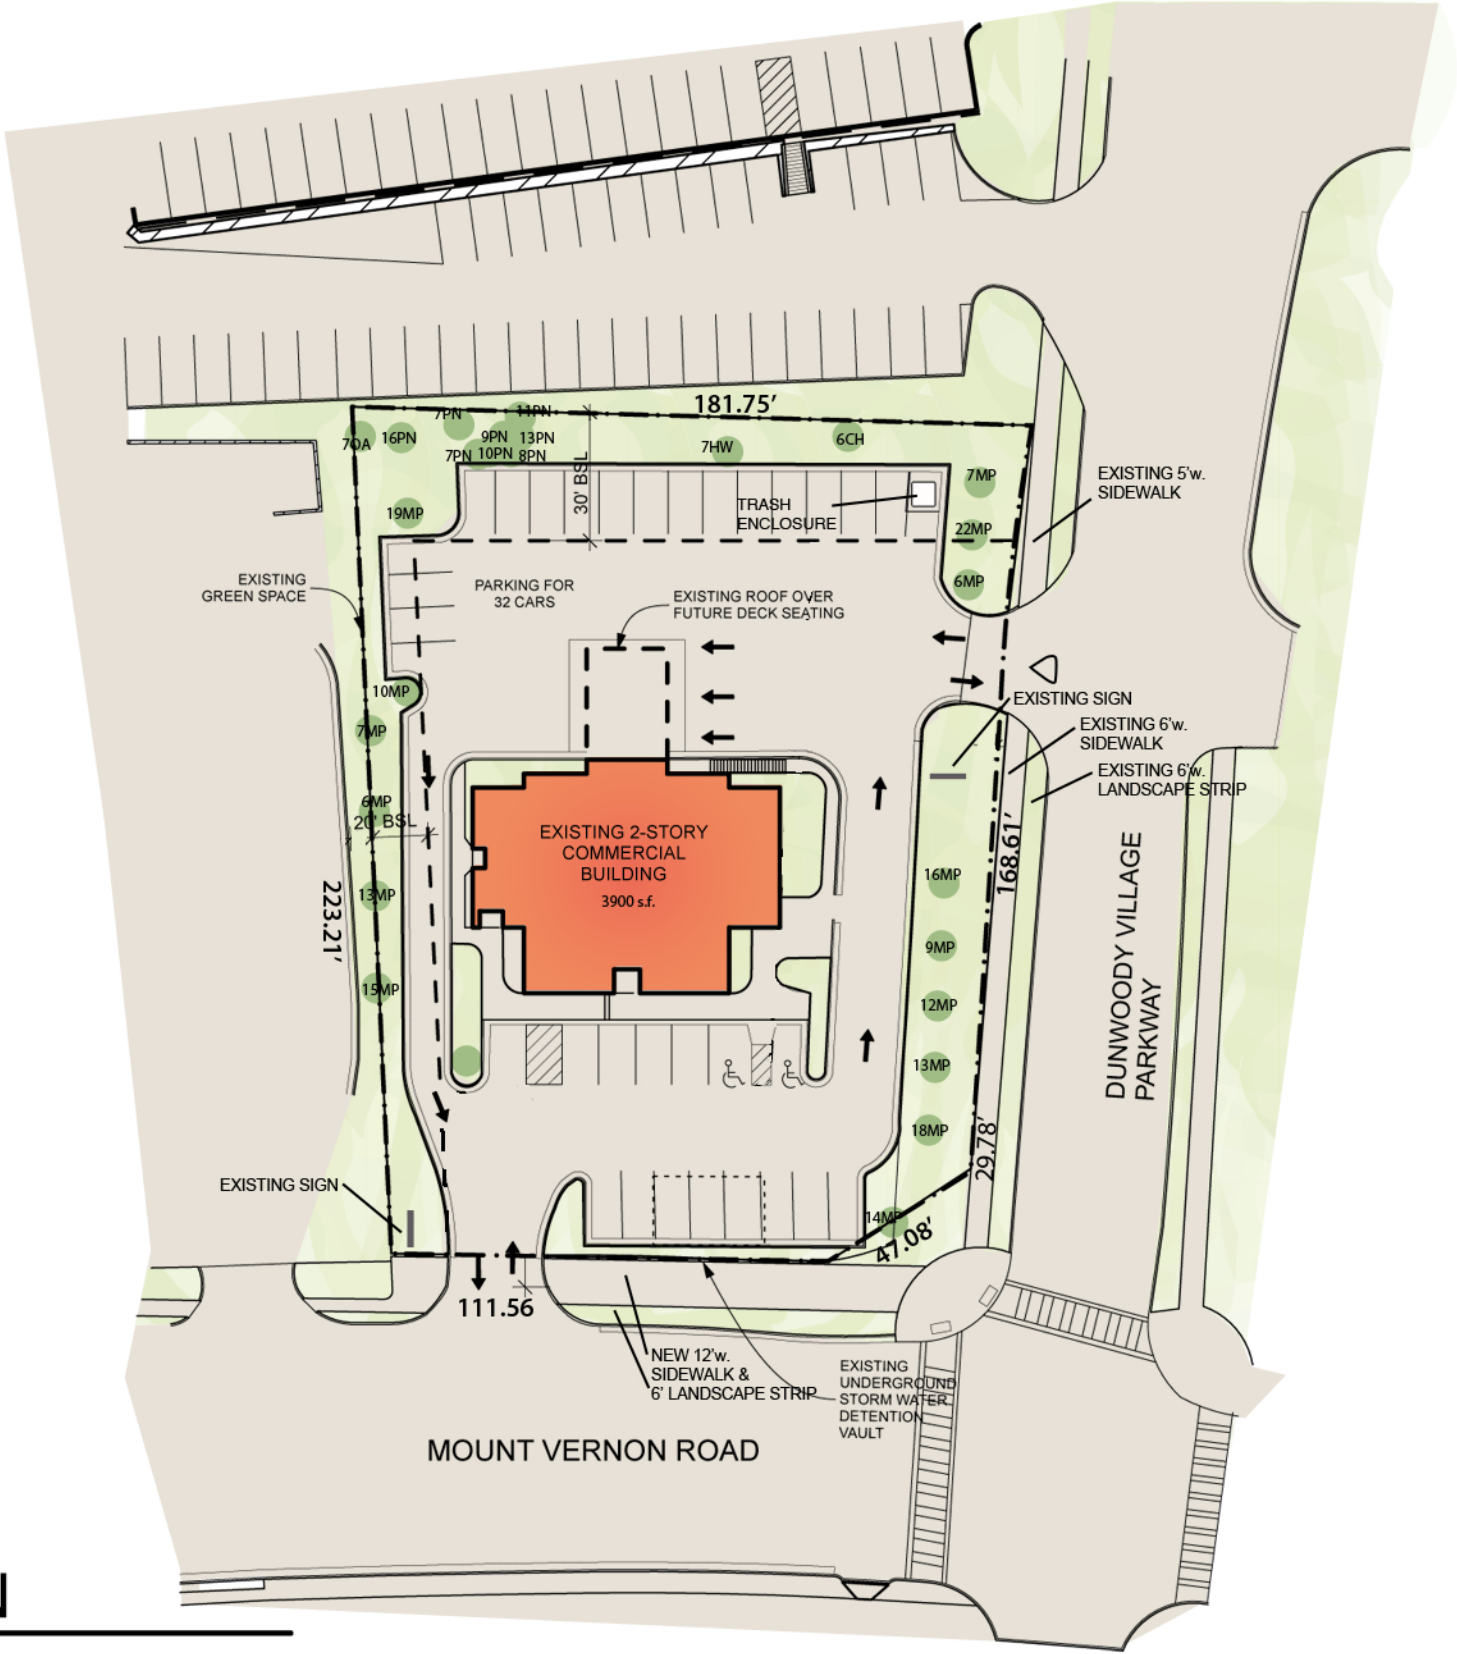 181.75'
7PN
11PN
7OA
16PN
9PN
13PN
7PN
10PN
8PN
7HW
6CH
30' BSL
7MP
EXISTING 5'w.
SIDEWALK
TRASH
ENCLOSURE
19MP
22MP
EXISTING
GREEN SPACE
PARKING FOR
32 CARS
EXISTING ROOF OVER
FUTURE DECK SEATING
6MP
10MP
EXISTING SIGN
7MP
EXISTING 6'w.
SIDEWALK
EXISTING 6'w.
LANDSCAPE STRIP
6MP
20' BSL
EXISTING 2-STORY
COMMERCIAL
BUILDING
3900 s.f.
168.61'
16MP
13MP
223.21'
9MP
DUNWOODY VILLAGE
PARKWAY
15MP
12MP
13MP
18MP
29.78'
EXISTING SIGN
14MP
47.08'
111.56
NEW 12'w.
SIDEWALK &
6' LANDSCAPE STRIP
EXISTING
UNDERGROUND
STORM WATER
DETENTION
VAULT
MOUNT VERNON ROAD